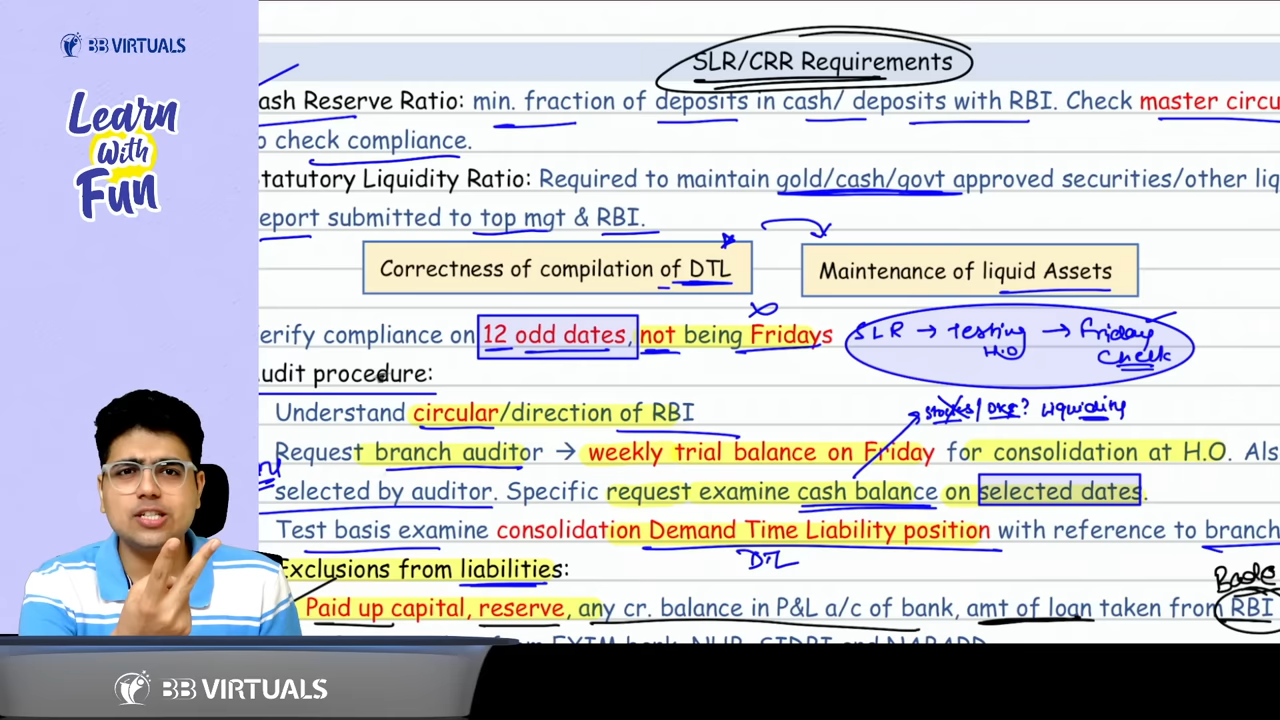 BB VIRTUALS
Learn
With
Fun
SLR/CRR Requirements
ash Reserve Ratio: min. fraction of deposits in cash/ deposits with RBI. Check master circu
o check compliance.
tatutory Liquidity Ratio: Required to maintain gold/cash/govt approved securities/other liq
eport submitted to top mgt & RBI.
Correctness of compilation of DTL
Maintenance of liquid Assets
erify compliance on 12 odd dates, not being Fridays
SLR → Testing → Friday
H.O check
udit procedure:
Understand circular/direction of RBI
liquidity
Request branch auditor → weekly trial balance on Friday for consolidation at H.O. Als
selected by auditor. Specific request examine cash balance on selected dates.
Test basis examine consolidation Demand Time Liability position with reference to branch
DTL
Exclusions from liabilities:
Paid up capital, reserve, any cr. balance in P&L a/c of bank, amt of loan taken from RBI
BB VIRTUALS